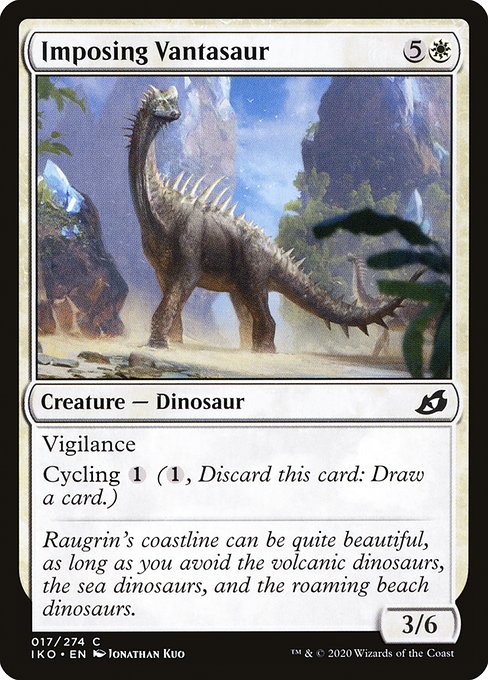 Imposing Vantasaur 5
Creature — Dinosaur
Vigilance
Cycling 1 (1, Discard this card: Draw
a card.)
Raugrin's coastline can be quite beautiful,
as long as you avoid the volcanic dinosaurs,
the sea dinosaurs, and the roaming beach
dinosaurs.
3/6
017/274 C
IKO • EN Jonathan Kuo
™ & © 2020 Wizards of the Coast